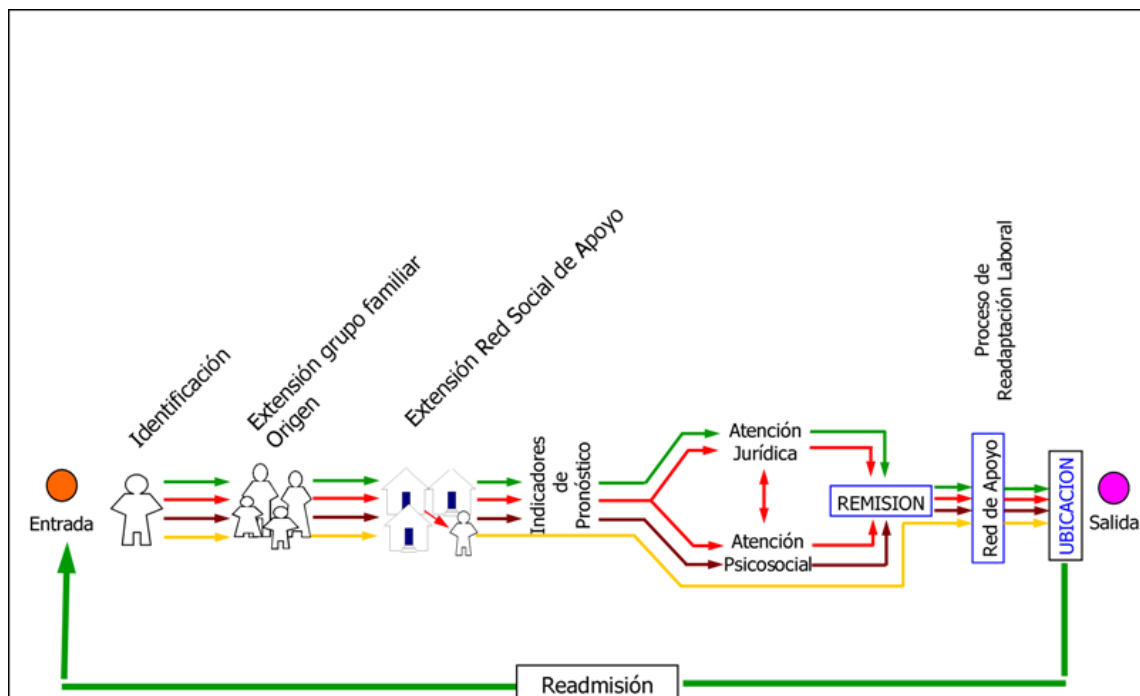 Entrada
Identificación
Extensión grupo familiar
Origen
Extensión Red Social de Apoyo
Indicadores
de
Pronóstico
Atención
Jurídica
Atención
Psicosocial
REMISION
Proceso de
Readaptación Laboral
Red de Apoyo
UBICACION
Salida
Readmisión